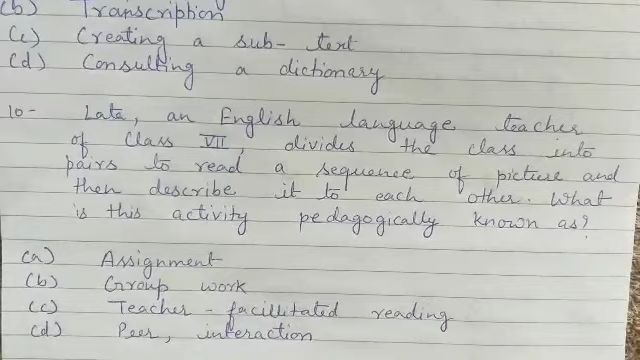 (b) Transcription
(c) Creating a sub- text
(d) Consulting a dictionary
10- Lata, an English language teacher
of Class VII, divides the class into
pairs to read a sequence of picture and
then describe it to each other. What
is this activity pedagogically known as?
(a) Assignment
(b) Group work
(c) Teacher - facillitated reading
(d) Peer, interaction